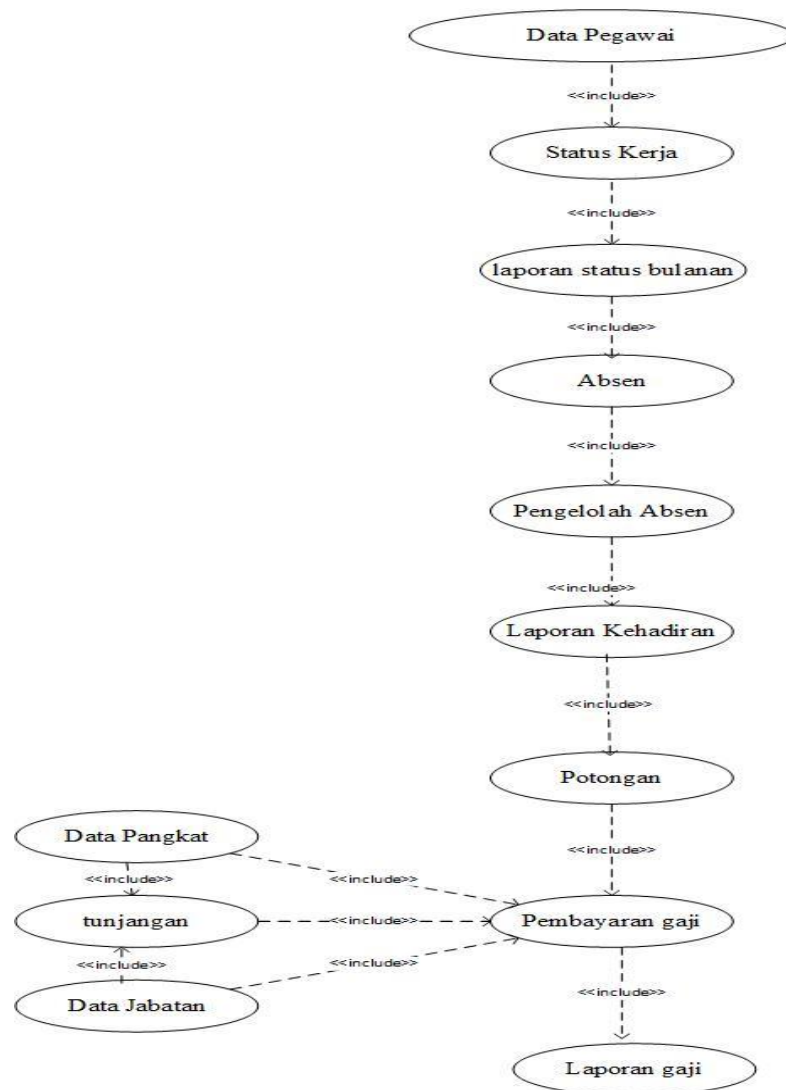 Data Pegawai
<<include>>
Status Kerja
<<include>>
laporan status bulanan
<<include>>
Absen
<<include>>
Pengelolah Absen
<<include>>
Laporan Kehadiran
<<include>>
Potongan
<<include>>
Data Pangkat
<<include>>
<<include>>
tunjangan
<<include>>
Pembayaran gaji
<<include>>
<<include>>
Data Jabatan
<<include>>
Laporan gaji